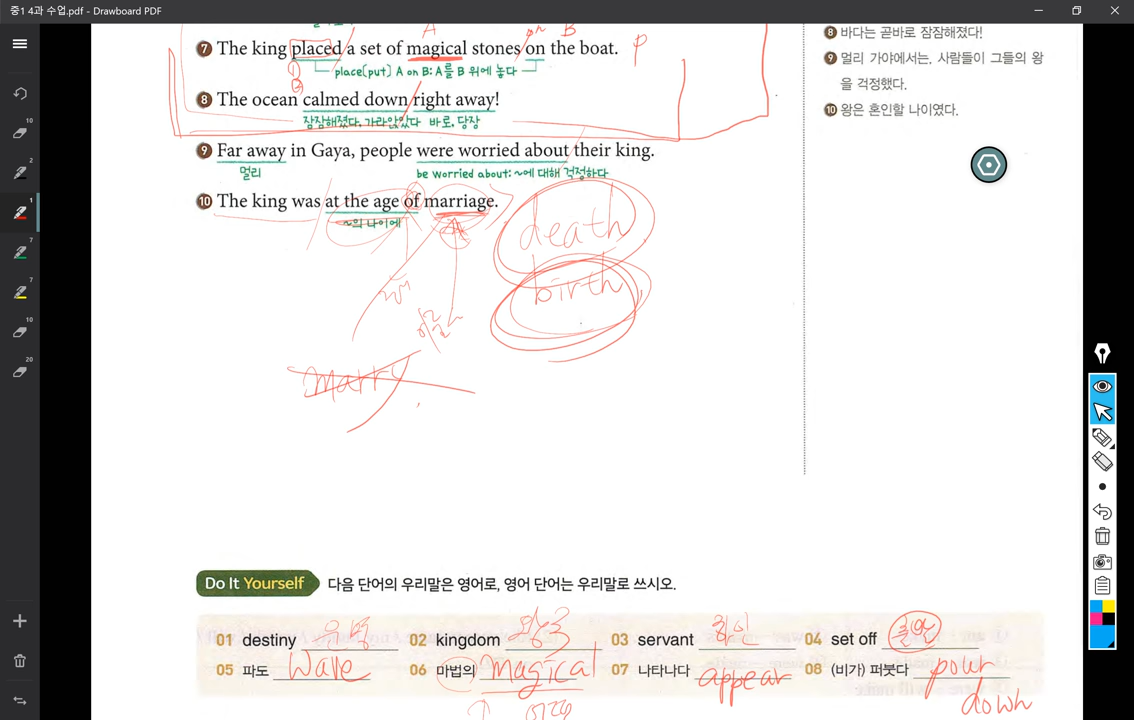 중1 4과 수업.pdf - Drawboard PDF
A on B
7 The king placed a set of magical stones on the boat. P
place[put] A on B: A를 B 위에 놓다
8 The ocean calmed down right away!
잠잠해졌다, 가라앉았다 바로, 당장
9 Far away in Gaya, people were worried about their king.
멀리 be worried about: ~에 대해 걱정하다
10 The king was at the age of marriage.
~의 나이에
death
birth
marry
8 바다는 곧바로 잠잠해졌다!
9 멀리 가야에서는, 사람들이 그들의 왕
을 걱정했다.
10 왕은 혼인할 나이였다.
10
2
1
7
7
10
20
Do It Yourself 다음 단어의 우리말은 영어로, 영어 단어는 우리말로 쓰시오.
01 destiny 운명 02 kingdom 왕국 03 servant 하인 04 set off 출발
05 파도 wave 06 마법의 magical 07 나타나다 appear 08 (비가) 퍼붓다 pour
down